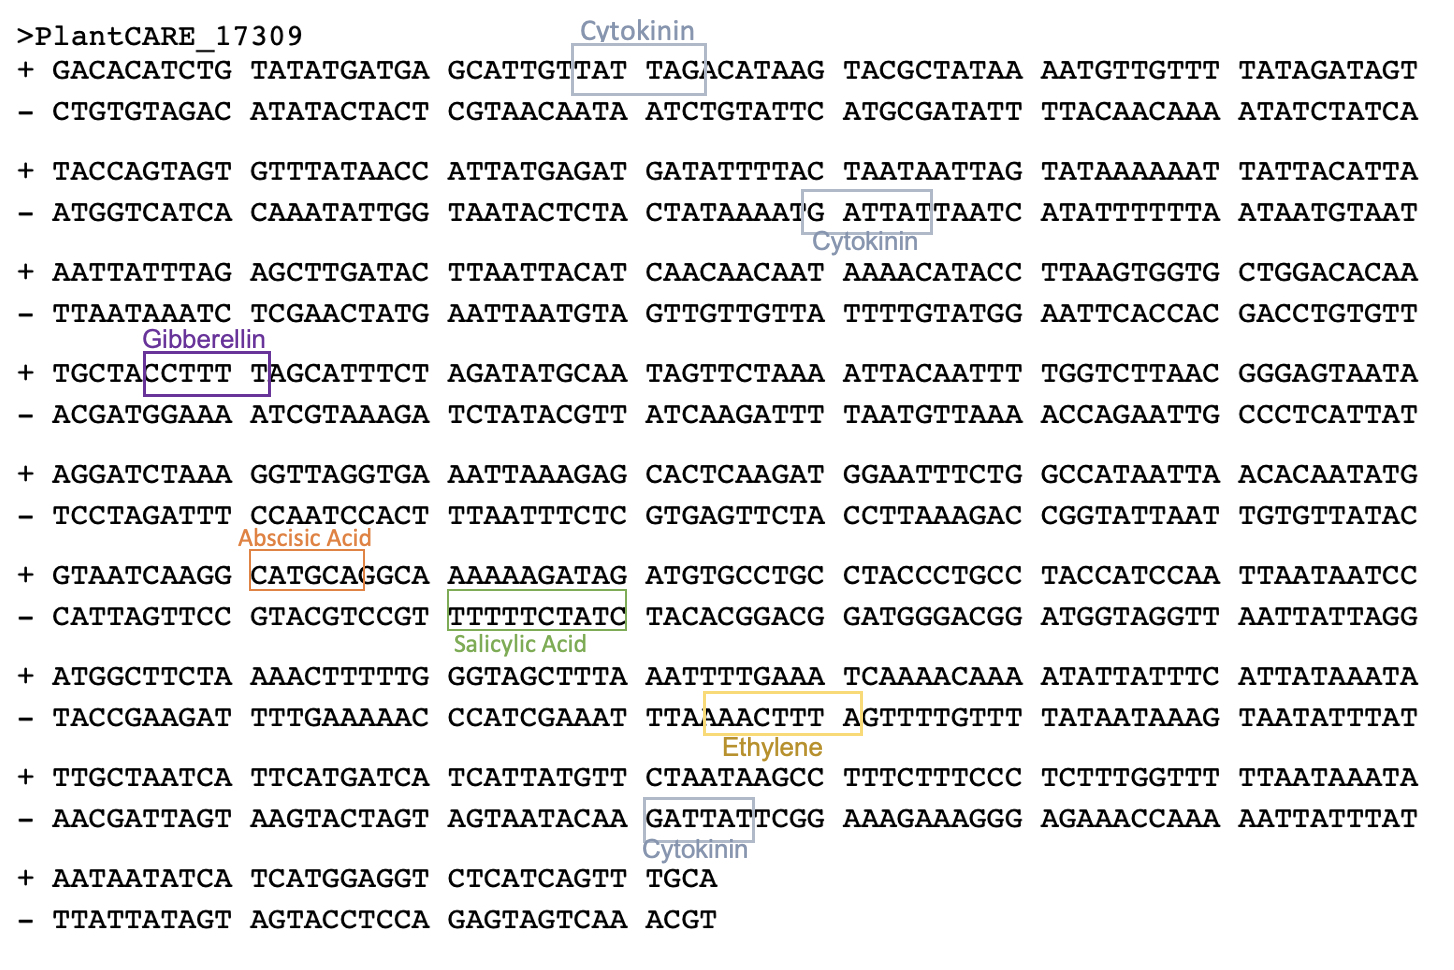 Cytokinin
>PlantCARE_17309
+ GACACATCTG TATATGATGA GCATTGTTAT TAGACATAAG TACGCTATAA AATGTTGTTT TATAGATAGT
- CTGTGTAGAC ATATACTACT CGTAACAATA ATCTGTATTC ATGCGATATT TTACAACAAA ATATCTATCA
+ TACCAGTAGT GTTTATAACC ATTATGAGAT GATATTTTAC TAATAATTAG TATAAAAAAT TATTACATTA
- ATGGTCATCA CAAATATTGG TAATACTCTA CTATAAAATG ATTATTAATC ATATTTTTTA ATAATGTAAT
Cytokinin
+ AATTATTTAG AGCTTGATAC TTAATTACAT CAACAACAAT AAAACATACC TTAAGTGGTG CTGGACACAA
- TTAATAAATC TCGAACTATG AATTAATGTA GTTGTTGTTA TTTTGTATGG AATTCACCAC GACCTGTGTT
Gibberellin
+ TGCTACCTTT TAGCATTTCT AGATATGCAA TAGTTCTAAA ATTACAATTT TGGTCTTAAC GGGAGTAATA
- ACGATGGAAA ATCGTAAAGA TCTATACGTT ATCAAGATTT TAATGTTAAA ACCAGAATTG CCCTCATTAT
+ AGGATCTAAA GGTTAGGTGA AATTAAAGAG CACTCAAGAT GGAATTTCTG GCCATAATTA ACACAATATG
- TCCTAGATTT CCAATCCACT TTAATTTCTC GTGAGTTCTA CCTTAAAGAC CGGTATTAAT TGTGTTATAC
Abscisic Acid
+ GTAATCAAGG CATGCAGGCA AAAAAGATAG ATGTGCCTGC CTACCCTGCC TACCATCCAA TTAATAATCC
- CATTAGTTCC GTACGTCCGT TTTTTCTATC TACACGGACG GATGGGACGG ATGGTAGGTT AATTATTAGG
Salicylic Acid
+ ATGGCTTCTA AAACTTTTTG GGTAGCTTTA AATTTTGAAA TCAAAACAAA ATATTATTTC ATTATAAATA
- TACCGAAGAT TTTGAAAAAC CCATCGAAAT TTAAAACTTT AGTTTTGTTT TATAATAAAG TAATATTTAT
Ethylene
+ TTGCTAATCA TTCATGATCA TCATTATGTT CTAATAAGCC TTTCTTTCCC TCTTTGGTTT TTAATAAATA
- AACGATTAGT AAGTACTAGT AGTAATACAA GATTATTCGG AAAGAAAGGG AGAAACCAAA AATTATTTAT
Cytokinin
+ AATAATATCA TCATGGAGGT CTCATCAGTT TGCA
- TTATTATAGT AGTACCTCCA GAGTAGTCAA ACGT